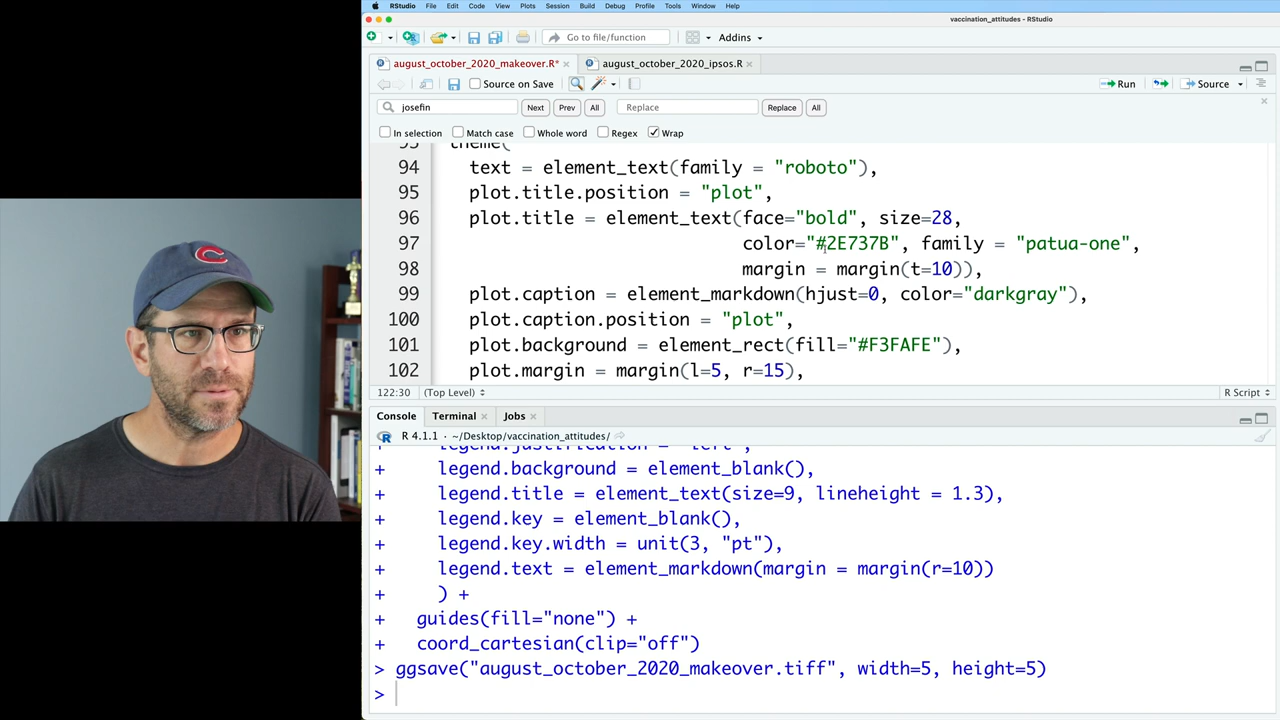 RStudio File Edit Code View Plots Session Build Debug Profile Tools Window Help
vaccination_attitudes - RStudio
Go to file/function Addins
august_october_2020_makeover.R* august_october_2020_ipsos.R
Source on Save Run Source
josefin Next Prev All Replace Replace All
In selection Match case Whole word Regex Wrap
93 theme(
94 text = element_text(family = "roboto"),
95 plot.title.position = "plot",
96 plot.title = element_text(face="bold", size=28,
97 color="#2E737B", family = "patua-one",
98 margin = margin(t=10)),
99 plot.caption = element_markdown(hjust=0, color="darkgray"),
100 plot.caption.position = "plot",
101 plot.background = element_rect(fill="#F3FAFE"),
102 plot.margin = margin(l=5, r=15),
122:30 (Top Level) R Script
Console Terminal Jobs
R 4.1.1 · ~/Desktop/vaccination_attitudes/
+ legend.justification = "left",
+ legend.background = element_blank(),
+ legend.title = element_text(size=9, lineheight = 1.3),
+ legend.key = element_blank(),
+ legend.key.width = unit(3, "pt"),
+ legend.text = element_markdown(margin = margin(r=10))
+ ) +
+ guides(fill="none") +
+ coord_cartesian(clip="off")
> ggsave("august_october_2020_makeover.tiff", width=5, height=5)
>